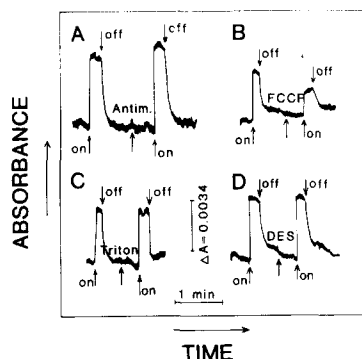 ABSORBANCE
A
off
off
Antim.
on
on
B
off
off
FCCP
on
on
C
off
off
Triton
on
on
ΔA=0.0034
1 min
D
off
off
DES
on
on
TIME